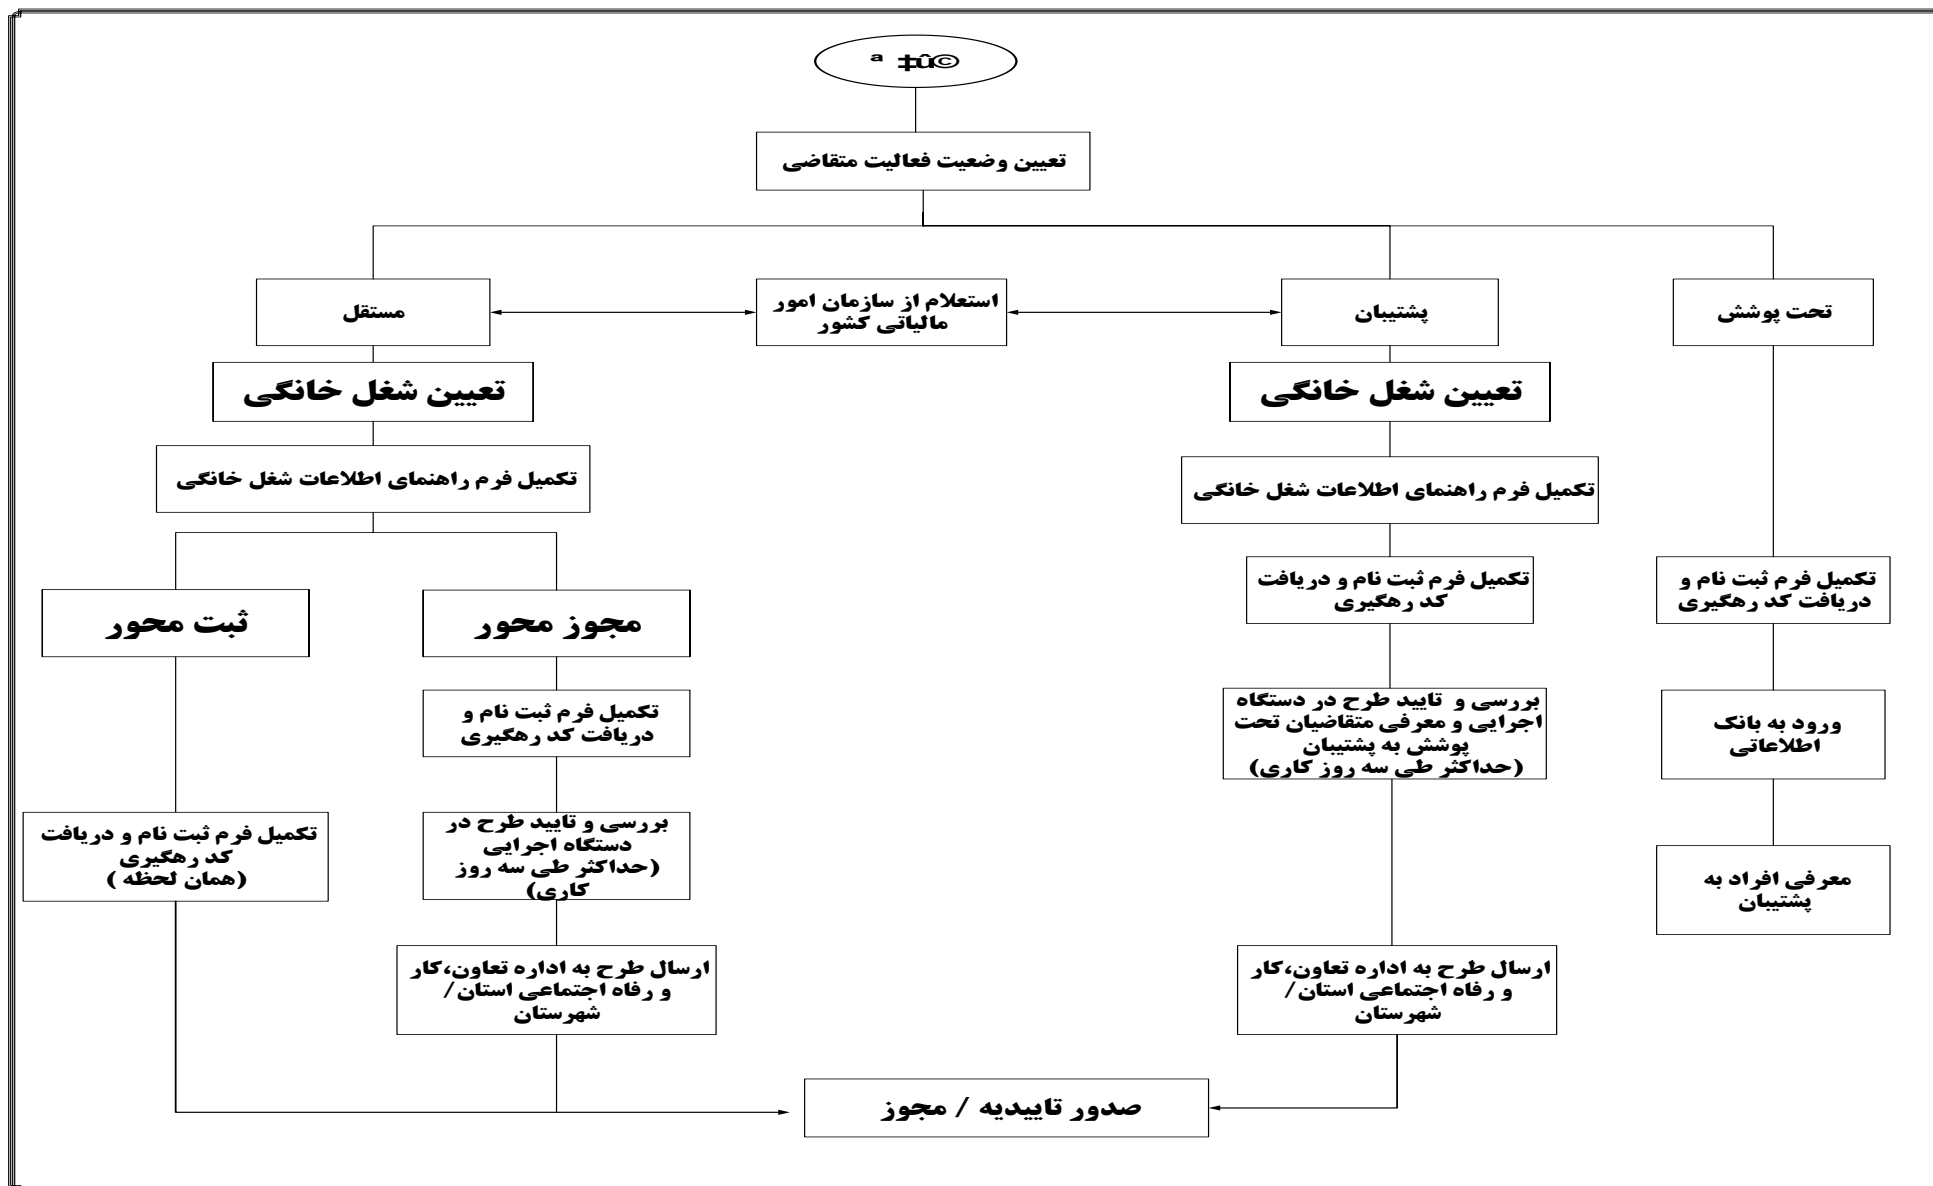 ª ‡û©
تعیین وضعیت فعالیت متقاضی
تحت پوشش
پشتیبان
استعلام از سازمان امور
مالیاتی کشور
مستقل
تعیین شغل خانگی
تعیین شغل خانگی
تکمیل فرم راهنمای اطلاعات شغل خانگی
تکمیل فرم راهنمای اطلاعات شغل خانگی
تکمیل فرم ثبت نام و
دریافت کد رهگیری
تکمیل فرم ثبت نام و دریافت
کد رهگیری
مجوز محور
ثبت محور
ورود به بانک
اطلاعاتی
بررسی و تایید طرح در دستگاه
اجرایی و معرفی متقاضیان تحت
پوشش به پشتیبان
(حداکثر طی سه روز کاری)
تکمیل فرم ثبت نام و
دریافت کد رهگیری
معرفی افراد به
پشتیبان
بررسی و تایید طرح در
دستگاه اجرایی
(حداکثر طی سه روز
کاری)
تکمیل فرم ثبت نام و دریافت
کد رهگیری
(همان لحظه )
ارسال طرح به اداره تعاون،کار
و رفاه اجتماعی استان/
شهرستان
ارسال طرح به اداره تعاون،کار
و رفاه اجتماعی استان/
شهرستان
صدور تاییدیه / مجوز